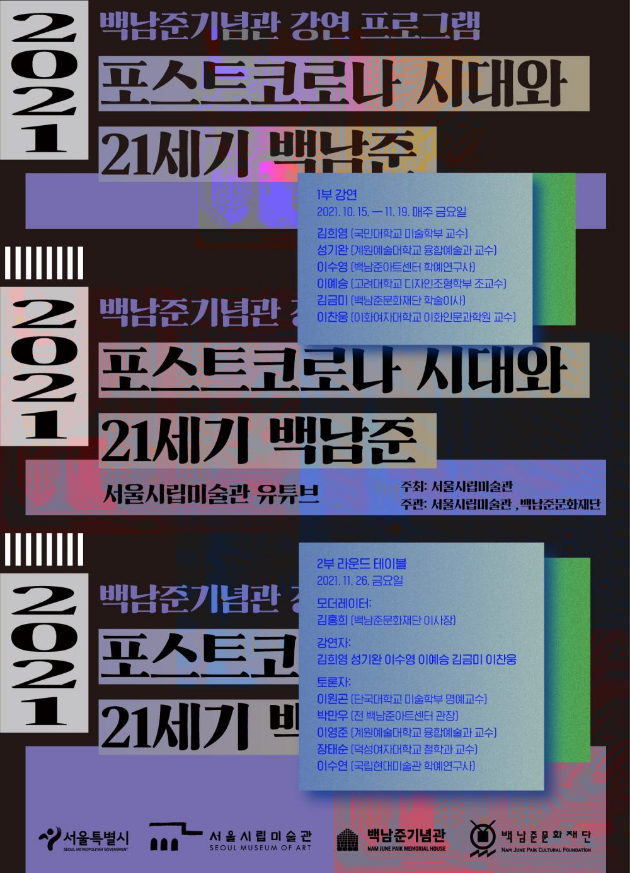 2021
백남준기념관 강연 프로그램
포스트코로나 시대와
21세기 백남준
1부 강연
2021. 10. 15. — 11. 19. 매주 금요일
김희영 (국민대학교 미술학부 교수)
성기완 (계원예술대학교 융합예술과 교수)
이수영 (백남준아트센터 학예연구사)
이예승 (고려대학교 디자인조형학부 조교수)
김금미 (백남준문화재단 학술이사)
이찬웅 (이화여자대학교 이화인문과학원 교수)
2021
백남준기념관 강
포스트코로나 시대와
21세기 백남준
서울시립미술관 유튜브
주최: 서울시립미술관
주관: 서울시립미술관 ,백남준문화재단
2부 라운드 테이블
2021. 11. 26. 금요일
모더레이터:
김홍희 (백남준문화재단 이사장)
강연자:
김희영 성기완 이수영 이예승 김금미 이찬웅
토론자:
이원곤 (단국대학교 미술학부 명예교수)
박만우 (전 백남준아트센터 관장)
이영준 (계원예술대학교 융합예술과 교수)
장태순 (덕성여자대학교 철학과 교수)
이수연 (국립현대미술관 학예연구사)
2021
백남준기념관 강
포스트코
21세기 백
서울특별시
SEOUL METROPOLITAN GOVERNMENT
서울시립미술관
SEOUL MUSEUM OF ART
백남준기념관
NAM JUNE PAIK MEMORIAL HOUSE
백남준문화재단
NAM JUNE PAIK CULTURAL FOUNDATION